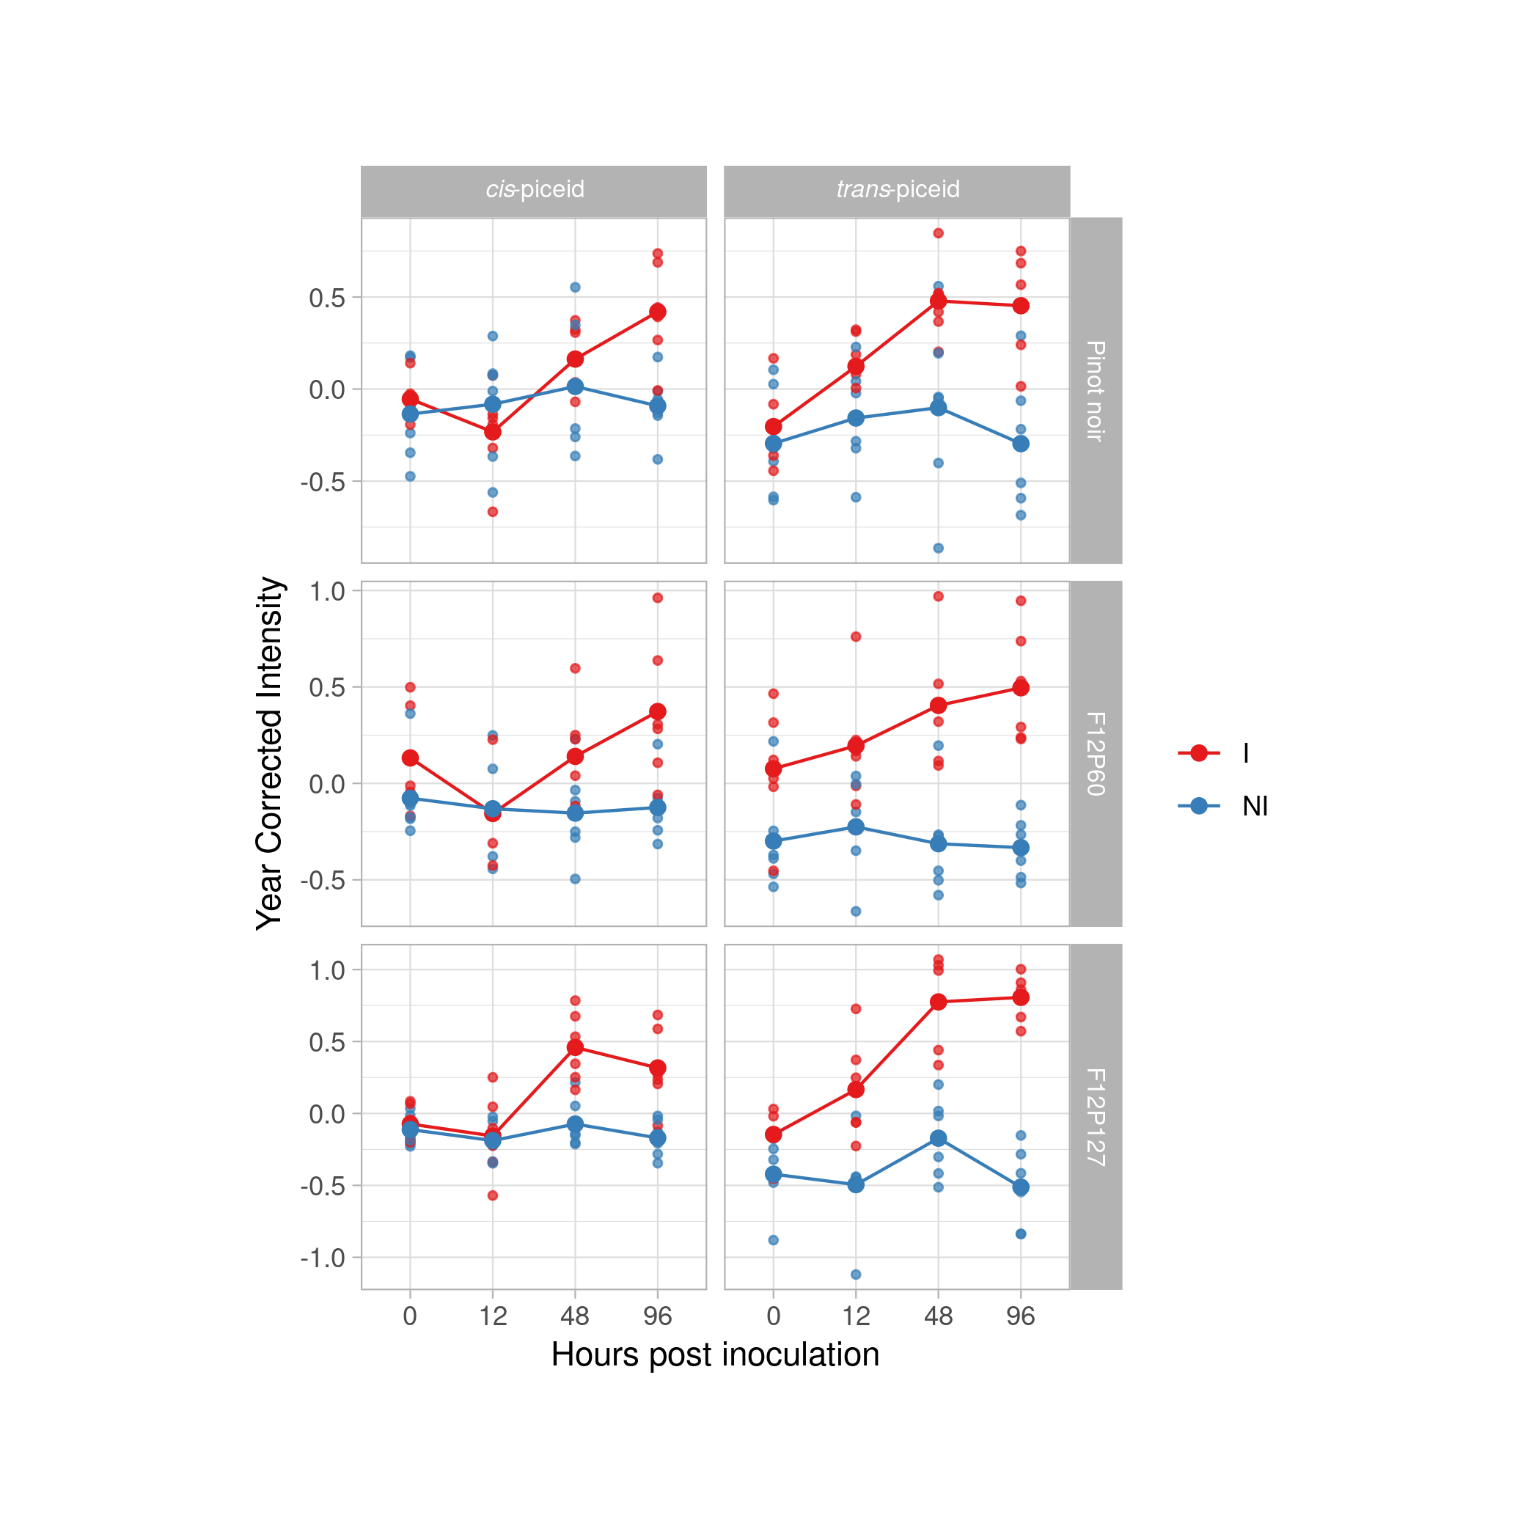 cis-piceid
trans-piceid
0.5
0.0
-0.5
Pinot noir
1.0
0.5
0.0
-0.5
F12P60
1.0
0.5
0.0
-0.5
-1.0
F12P127
0 12 48 96
0 12 48 96
Hours post inoculation
Year Corrected Intensity
I
NI